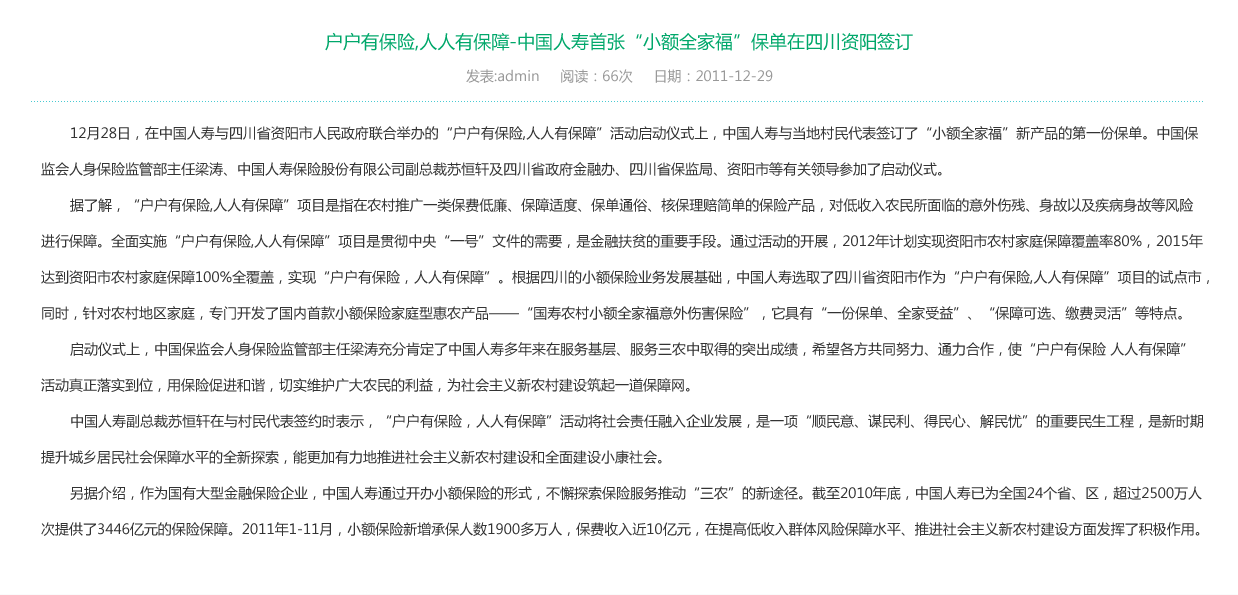 户户有保险,人人有保障-中国人寿首张“小额全家福”保单在四川资阳签订
发表:admin 阅读：66次 日期：2011-12-29
12月28日，在中国人寿与四川省资阳市人民政府联合举办的“户户有保险,人人有保障”活动启动仪式上，中国人寿与当地村民代表签订了“小额全家福”新产品的第一份保单。中国保
监会人身保险监管部主任梁涛、中国人寿保险股份有限公司副总裁苏恒轩及四川省政府金融办、四川省保监局、资阳市等有关领导参加了启动仪式。
据了解，“户户有保险,人人有保障”项目是指在农村推广一类保费低廉、保障适度、保单通俗、核保理赔简单的保险产品，对低收入农民所面临的意外伤残、身故以及疾病身故等风险
进行保障。全面实施“户户有保险,人人有保障”项目是贯彻中央“一号”文件的需要，是金融扶贫的重要手段。通过活动的开展，2012年计划实现资阳市农村家庭保障覆盖率80%，2015年
达到资阳市农村家庭保障100%全覆盖，实现“户户有保险，人人有保障”。根据四川的小额保险业务发展基础，中国人寿选取了四川省资阳市作为“户户有保险,人人有保障”项目的试点市，
同时，针对农村地区家庭，专门开发了国内首款小额保险家庭型惠农产品——“国寿农村小额全家福意外伤害保险”，它具有“一份保单、全家受益”、“保障可选、缴费灵活”等特点。
启动仪式上，中国保监会人身保险监管部主任梁涛充分肯定了中国人寿多年来在服务基层、服务三农中取得的突出成绩，希望各方共同努力、通力合作，使“户户有保险 人人有保障”
活动真正落实到位，用保险促进和谐，切实维护广大农民的利益，为社会主义新农村建设筑起一道保障网。
中国人寿副总裁苏恒轩在与村民代表签约时表示，“户户有保险，人人有保障”活动将社会责任融入企业发展，是一项“顺民意、谋民利、得民心、解民忧”的重要民生工程，是新时期
提升城乡居民社会保障水平的全新探索，能更加有力地推进社会主义新农村建设和全面建设小康社会。
另据介绍，作为国有大型金融保险企业，中国人寿通过开办小额保险的形式，不懈探索保险服务推动“三农”的新途径。截至2010年底，中国人寿已为全国24个省、区，超过2500万人
次提供了3446亿元的保险保障。2011年1-11月，小额保险新增承保人数1900多万人，保费收入近10亿元，在提高低收入群体风险保障水平、推进社会主义新农村建设方面发挥了积极作用。